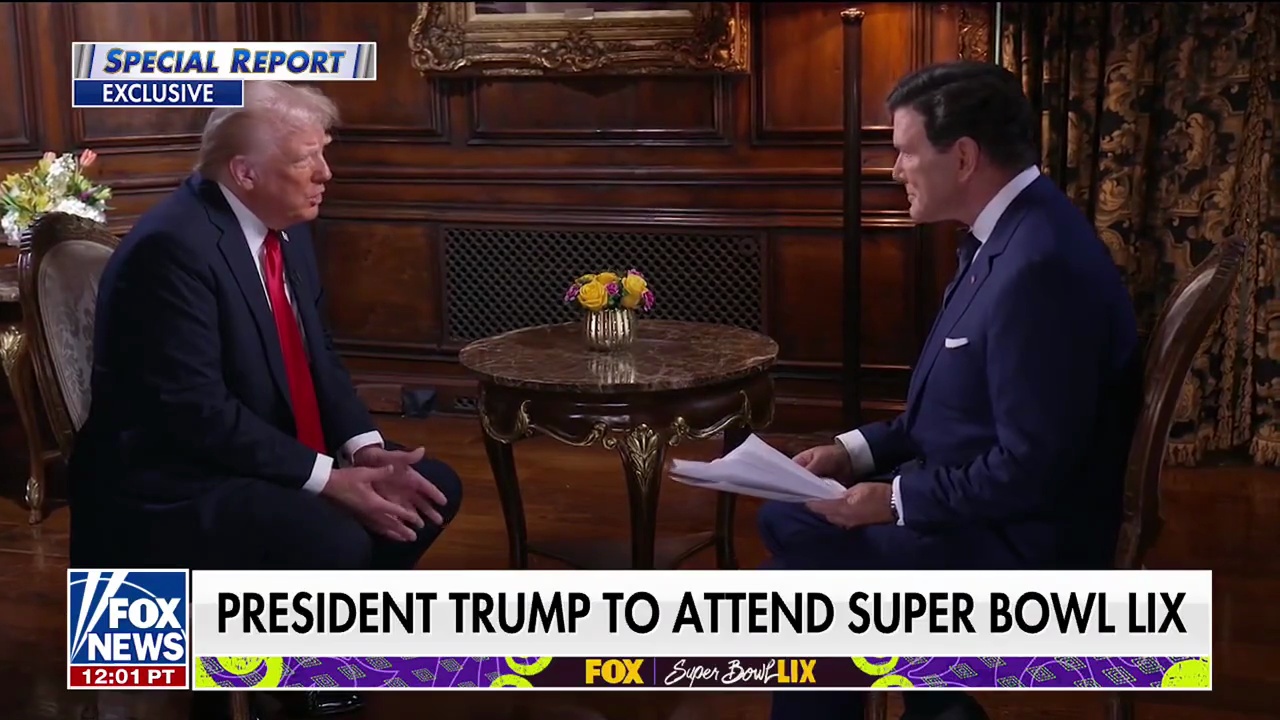 SPECIAL REPORT
EXCLUSIVE
FOX
NEWS
12:01 PT
PRESIDENT TRUMP TO ATTEND SUPER BOWL LIX
FOX Super Bowl LIX